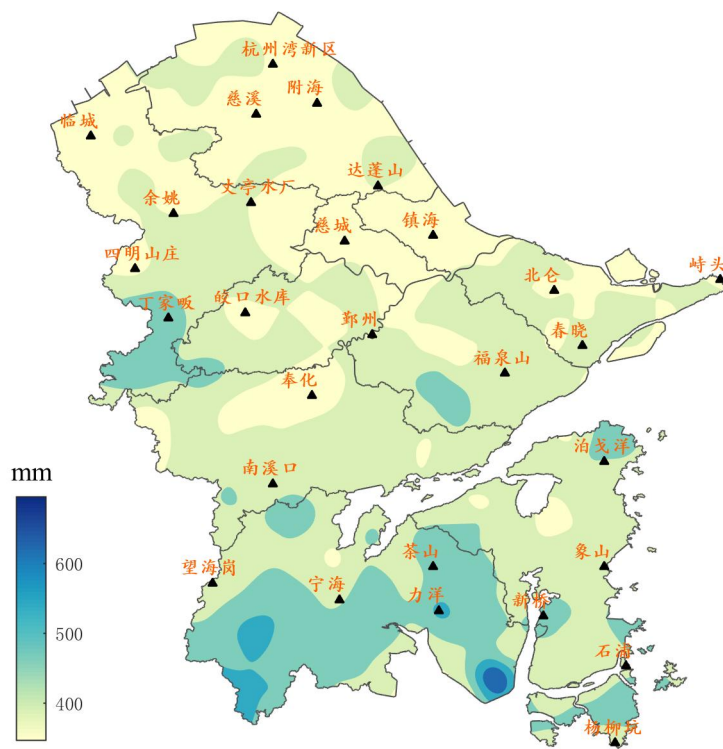 杭州湾新区
附海
慈溪
临城
达蓬山
丈亭水厂
余姚
慈城
镇海
四明山庄
北仑
峙头
丁家畈
皎口水库
鄞州
春晓
福泉山
奉化
泊戈洋
mm
南溪口
600
茶山
象山
望海岗
宁海
力洋
新桥
500
石浦
400
杨柳坑